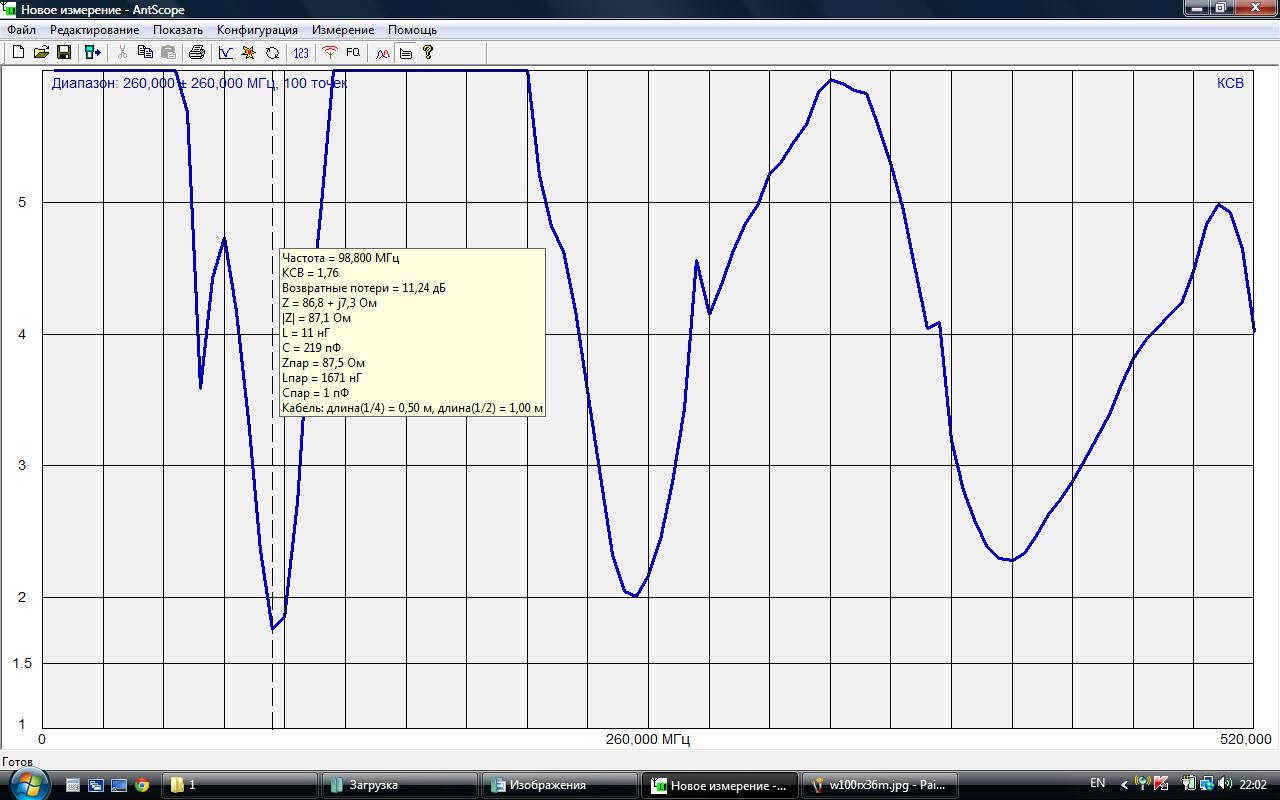 Новое измерение - AntScope
Файл Редактирование Показать Конфигурация Измерение Помощь
123 FQ ?
Диапазон: 260,000 ± 260,000 МГц, 100 точек
КСВ
5
4
3
2
1.5
1
Частота = 98,800 МГц
КСВ = 1,76
Возвратные потери = 11,24 дБ
Z = 86,8 + j7,3 Ом
|Z| = 87,1 Ом
L = 11 нГ
C = 219 пФ
Zпар = 87,5 Ом
Lпар = 1671 нГ
Cпар = 1 пФ
Кабель: длина(1/4) = 0,50 м, длина(1/2) = 1,00 м
0 260,000 МГц 520,000
Готов
1 Загрузка Изображения Новое измерение -... w100rx36m.jpg - Pai... EN 22:02